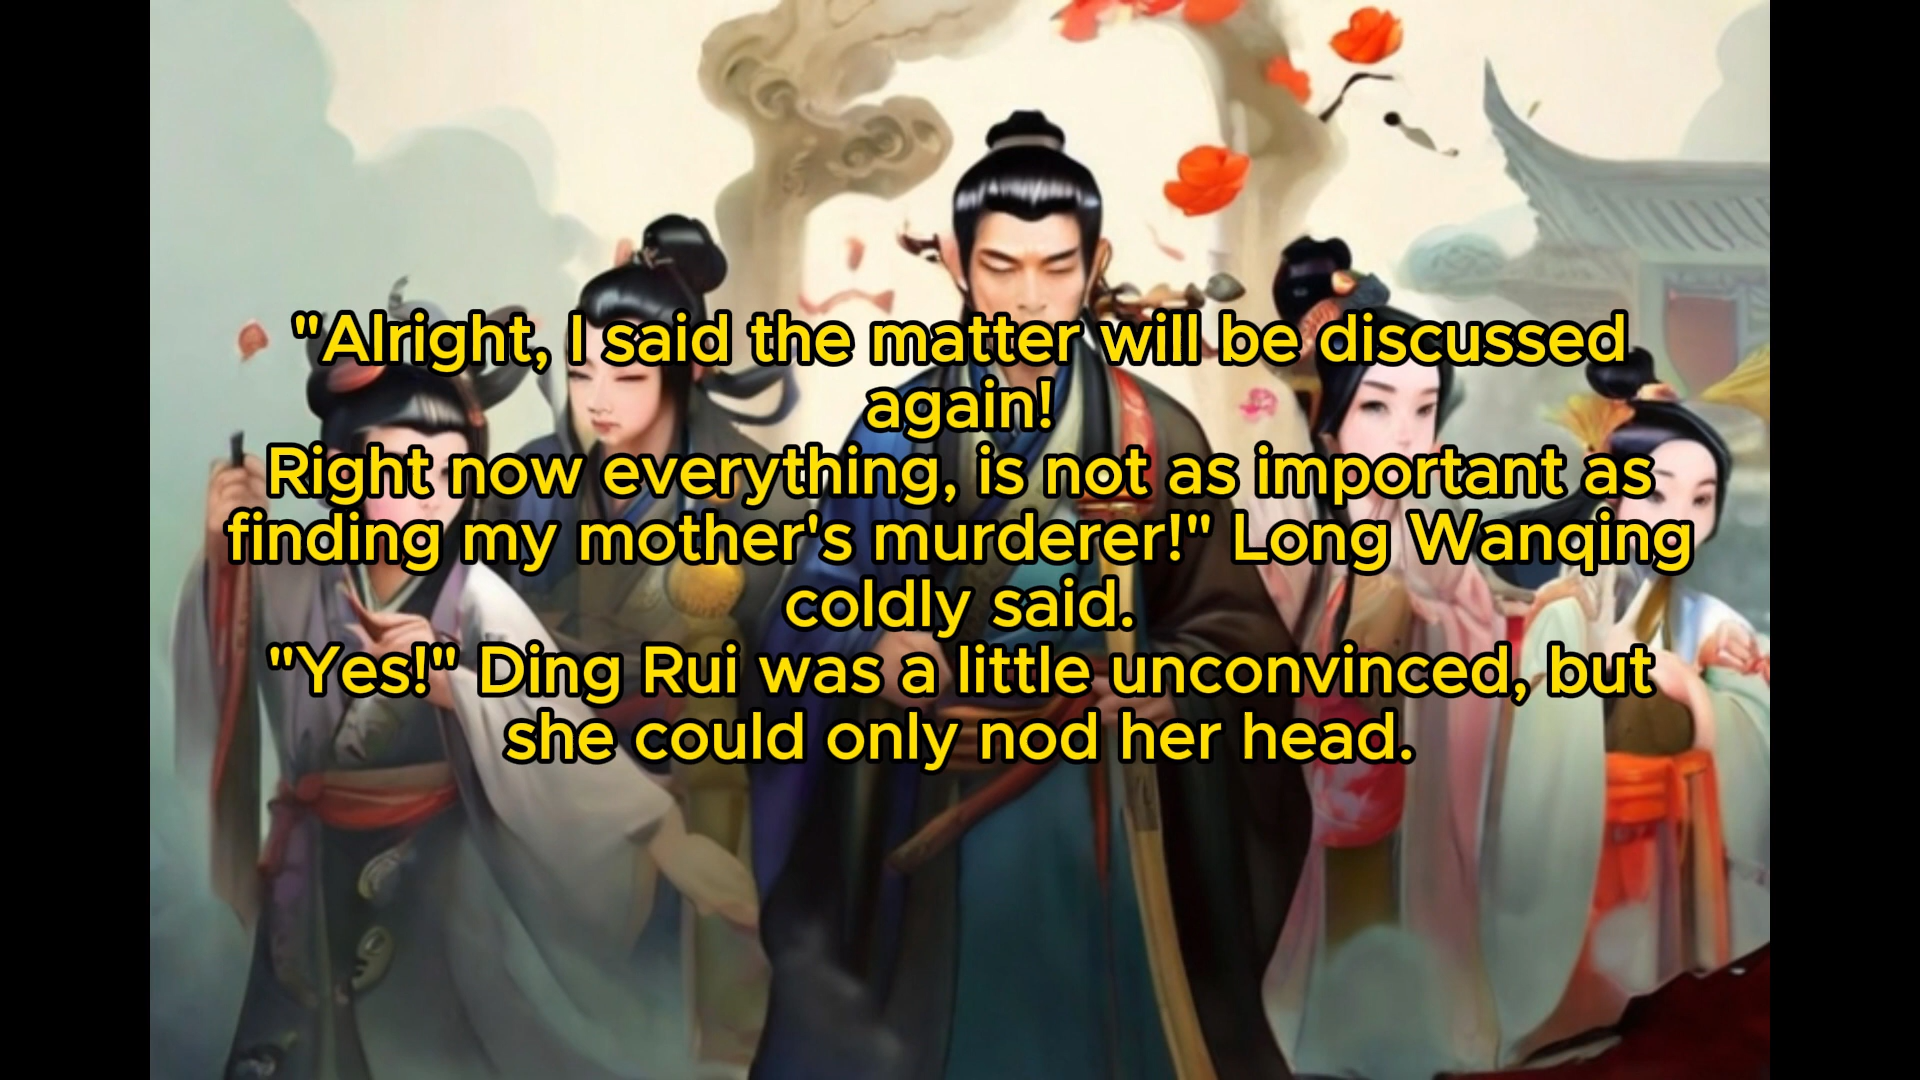 "Alright, I said the matter will be discussed
again!
Right now everything, is not as important as
finding my mother's murderer!" Long Wanqing
coldly said.
"Yes!" Ding Rui was a little unconvinced, but
she could only nod her head.